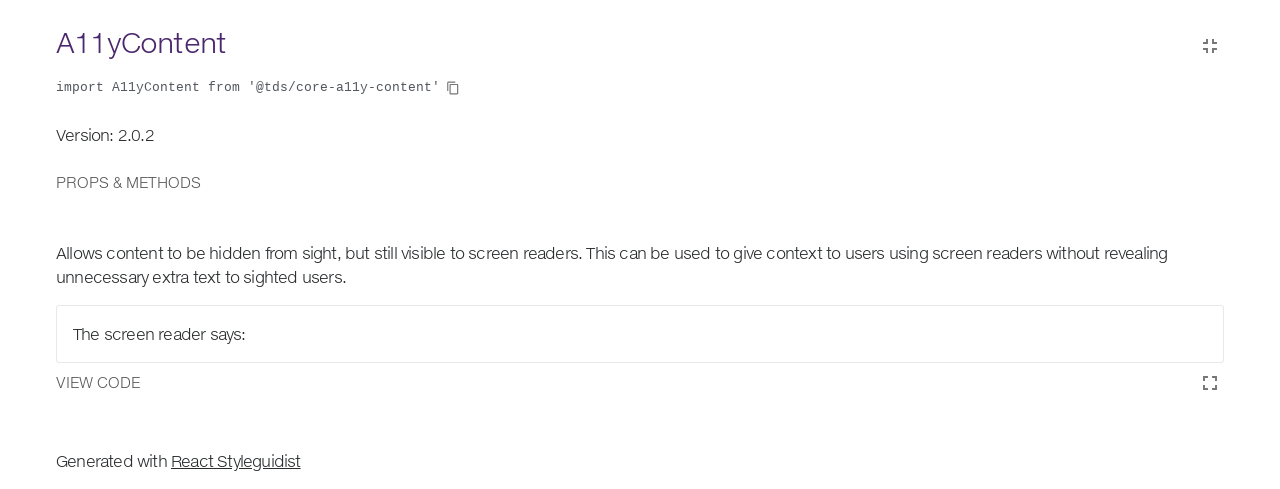 A11yContent
import A11yContent from '@tds/core-a11y-content'
Version: 2.0.2
PROPS & METHODS
Allows content to be hidden from sight, but still visible to screen readers. This can be used to give context to users using screen readers without revealing
unnecessary extra text to sighted users.
The screen reader says:
VIEW CODE
Generated with React Styleguidist